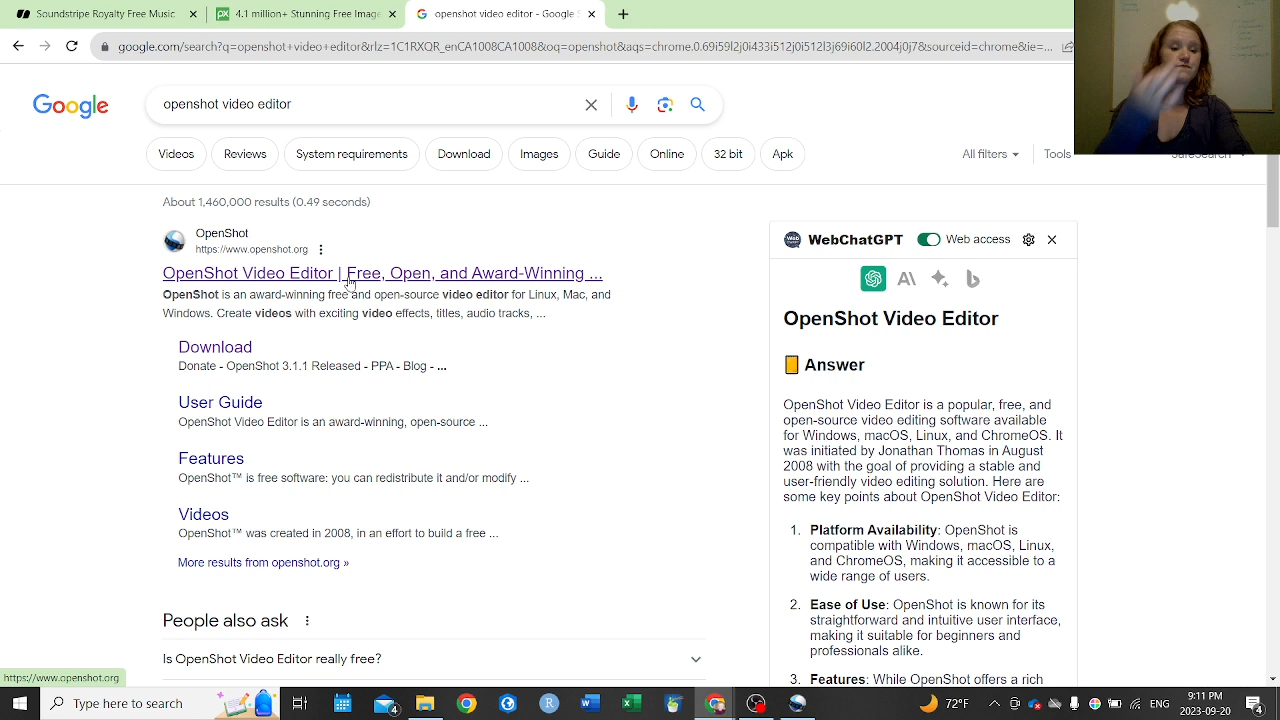 Soundstripe Royalty Free Music
4.1 million+ Stunning Free Image
openshot video editor - Google S
google.com/search?q=openshot+video+editor&rlz=1C1RXQR_enCA1008CA1008&oq=openshot&aqs=chrome.0.69i59l2j0i433i512j0i512l3j69i60l2.2004j0j7&sourceid=chrome&ie=...
Google
openshot video editor
Videos
Reviews
System requirements
Download
Images
Guide
Online
32 bit
Apk
All filters
Tools
SafeSearch
About 1,460,000 results (0.49 seconds)
OpenShot
https://www.openshot.org
OpenShot Video Editor | Free, Open, and Award-Winning ...
OpenShot is an award-winning free and open-source video editor for Linux, Mac, and
Windows. Create videos with exciting video effects, titles, audio tracks, ...
Download
Donate - OpenShot 3.1.1 Released - PPA - Blog - ...
User Guide
OpenShot Video Editor is an award-winning, open-source ...
Features
OpenShot™ is free software: you can redistribute it and/or modify ...
Videos
OpenShot™ was created in 2008, in an effort to build a free ...
More results from openshot.org »
People also ask
Is OpenShot Video Editor really free?
WebChatGPT
Web access
OpenShot Video Editor
Answer
OpenShot Video Editor is a popular, free, and
open-source video editing software available
for Windows, macOS, Linux, and ChromeOS. It
was initiated by Jonathan Thomas in August
2008 with the goal of providing a stable and
user-friendly video editing solution. Here are
some key points about OpenShot Video Editor:
1. Platform Availability: OpenShot is
compatible with Windows, macOS, Linux,
and ChromeOS, making it accessible to a
wide range of users.
2. Ease of Use: OpenShot is known for its
straightforward and intuitive user interface,
making it suitable for beginners and
professionals alike.
3. Features: While OpenShot offers a rich
https://www.openshot.org
Type here to search
4
72°F
9:11 PM
ENG
2023-09-20
4